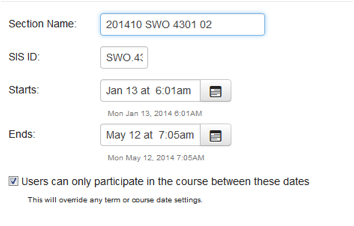 Section Name: 201410 SWO 4301 02
SIS ID: SWO.43
Starts: Jan 13 at 6:01am
Mon Jan 13, 2014 6:01AM
Ends: May 12 at 7:05am
Mon May 12, 2014 7:05AM
Users can only participate in the course between these dates
This will override any term or course date settings.